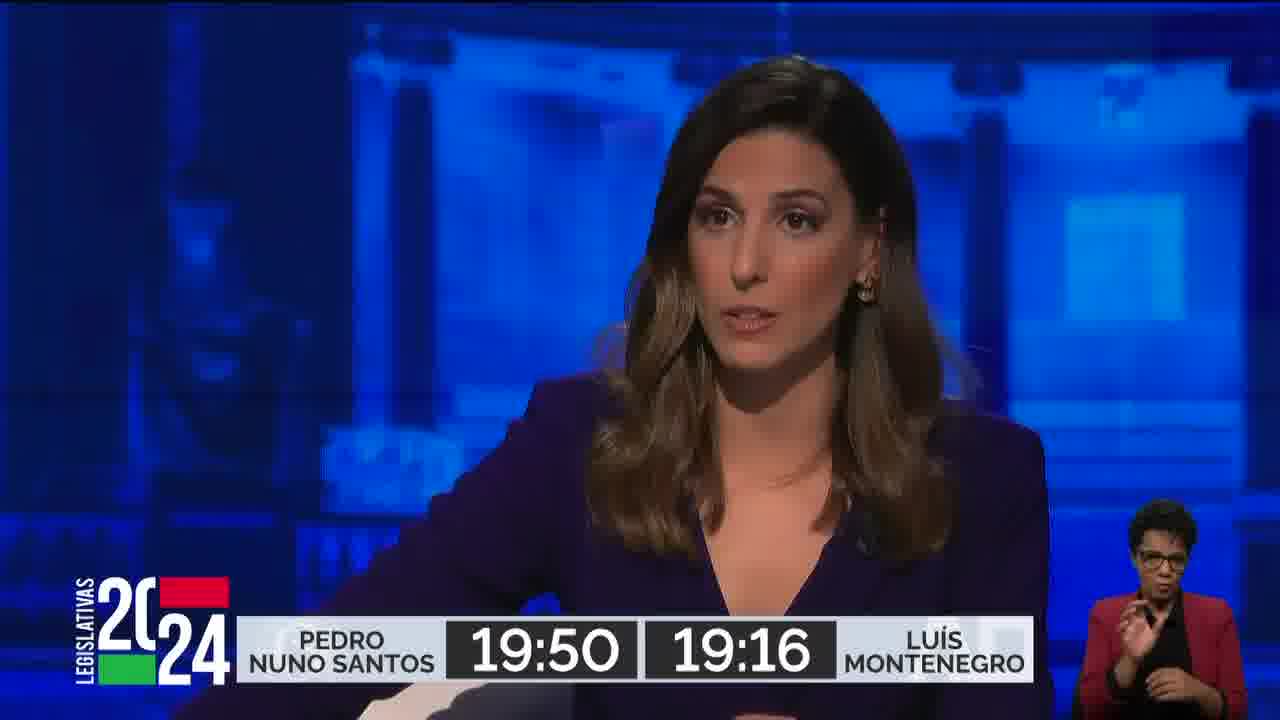 LEGISLATIVAS
2024
PEDRO
NUNO SANTOS
19:50
19:16
LUÍS
MONTENEGRO